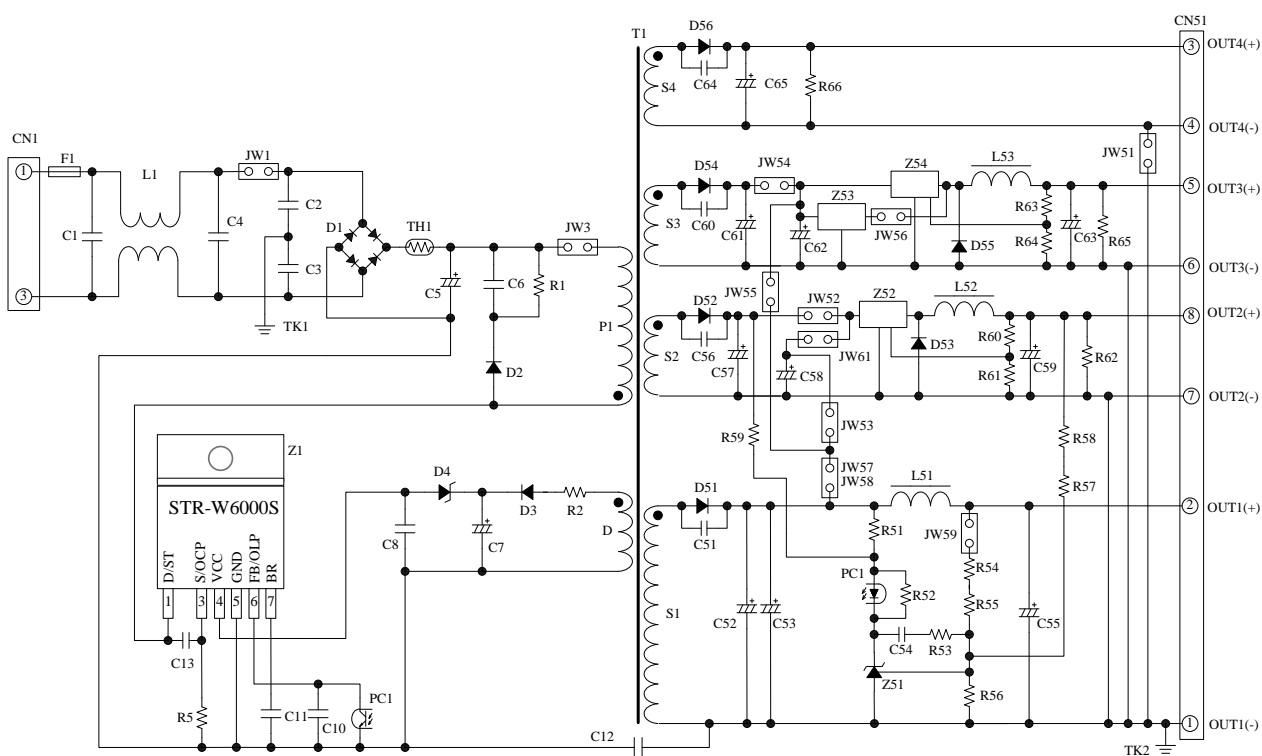 T1
D56
CN51
3
OUT4(+)
S4
C64
C65
R66
4
OUT4(-)
JW51
CN1
1
F1
L1
JW1
C1
C4
C2
C3
3
TK1
D1
TH1
C5
C6
R1
JW3
P1
D2
D54
JW54
Z54
L53
5
OUT3(+)
S3
C60
C61
Z53
JW56
C62
D55
R63
R64
C63
R65
6
OUT3(-)
JW55
D52
JW52
Z52
L52
8
OUT2(+)
S2
C56
C57
JW61
C58
D53
R60
R61
C59
R62
7
OUT2(-)
R59
JW53
R58
R57
JW57
JW58
Z1
STR-W6000S
D/ST
S/OCP
VCC
GND
FB/OLP
BR
1
3
4
5
6
7
D4
D3
R2
D
C8
C7
D51
C51
L51
2
OUT1(+)
R51
JW59
R54
PC1
R52
R55
S1
C52
C53
C54
R53
C55
Z51
R56
C13
R5
C11
C10
PC1
C12
1
OUT1(-)
TK2